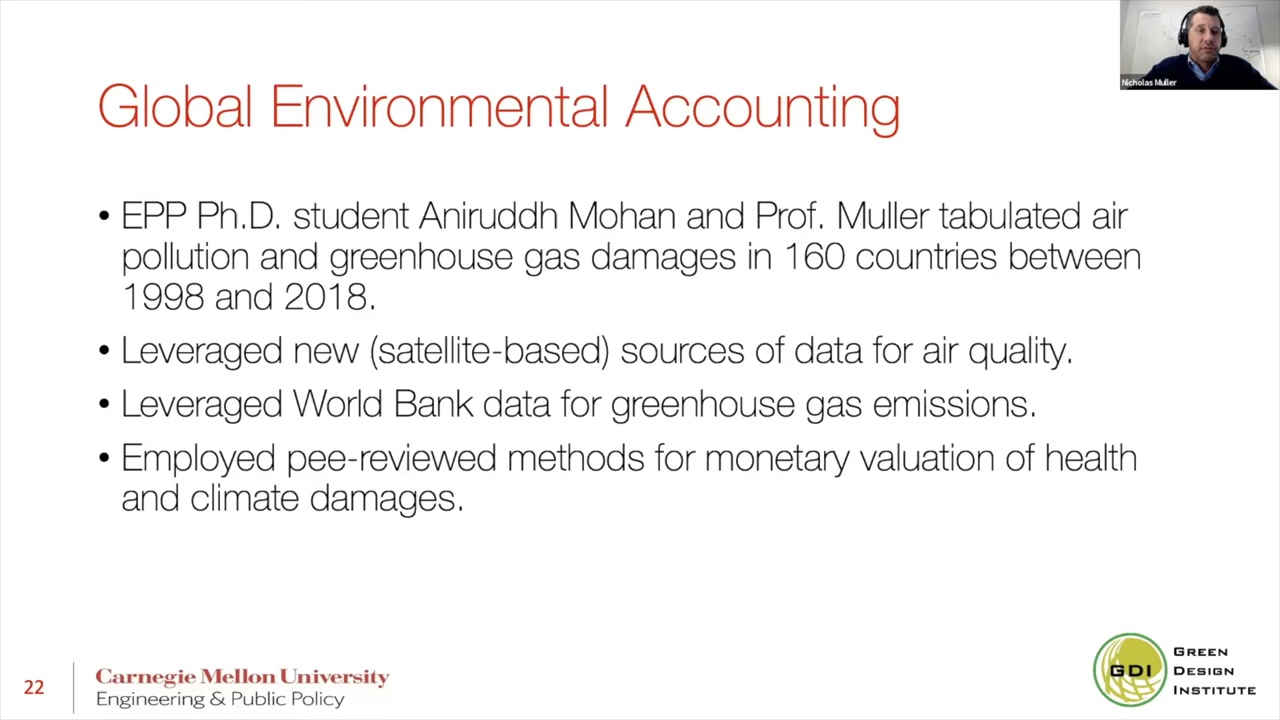 Nicholas Muller
Global Environmental Accounting
• EPP Ph.D. student Aniruddh Mohan and Prof. Muller tabulated air
pollution and greenhouse gas damages in 160 countries between
1998 and 2018.
• Leveraged new (satellite-based) sources of data for air quality.
• Leveraged World Bank data for greenhouse gas emissions.
• Employed pee-reviewed methods for monetary valuation of health
and climate damages.
22
Carnegie Mellon University
Engineering & Public Policy
GDI
GREEN
DESIGN
INSTITUTE